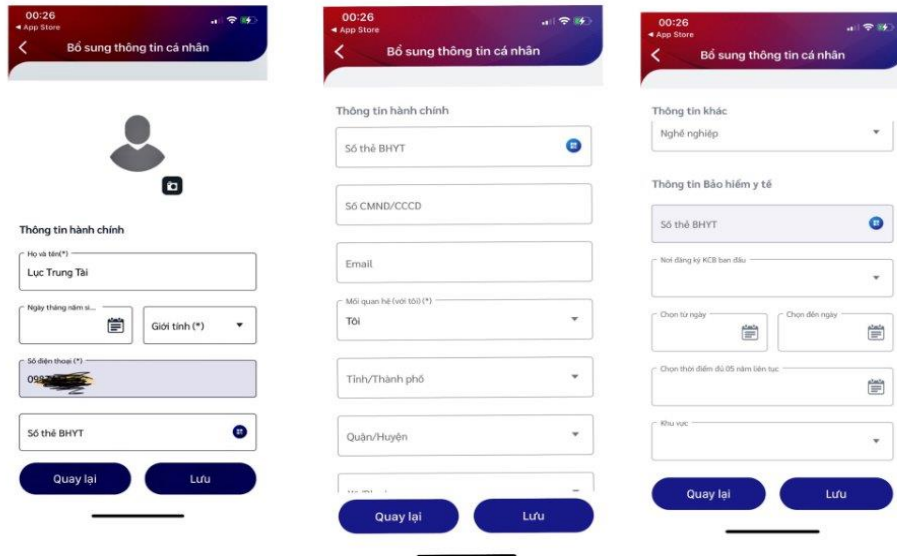 00:26
◀ App Store
Bổ sung thông tin cá nhân
Thông tin hành chính
Họ và tên(*)
Lục Trung Tài
Ngày tháng năm si...
Giới tính (*)
Số điện thoại (*)
098
Số thẻ BHYT
Quay lại
Lưu
00:26
◀ App Store
Bổ sung thông tin cá nhân
Thông tin hành chính
Số thẻ BHYT
Số CMND/CCCD
Email
Mối quan hệ (với tôi) (*)
Tôi
Tỉnh/Thành phố
Quận/Huyện
Quay lại
Lưu
00:26
◀ App Store
Bổ sung thông tin cá nhân
Thông tin khác
Nghề nghiệp
Thông tin Bảo hiểm y tế
Số thẻ BHYT
Nơi đăng ký KCB ban đầu
Chọn từ ngày
Chọn đến ngày
Chọn thời điểm đủ 05 năm liên tục
Khu vực
Quay lại
Lưu